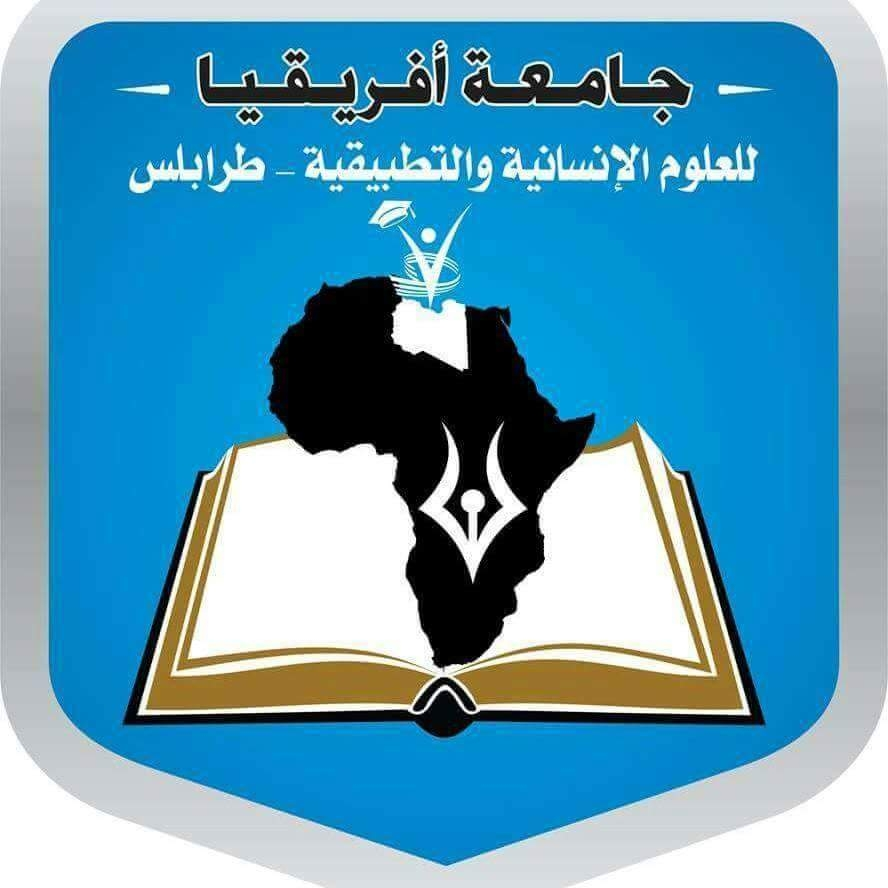 - جامعة أفريقيا -
للعلوم الإنسانية والتطبيقية - طرابلس